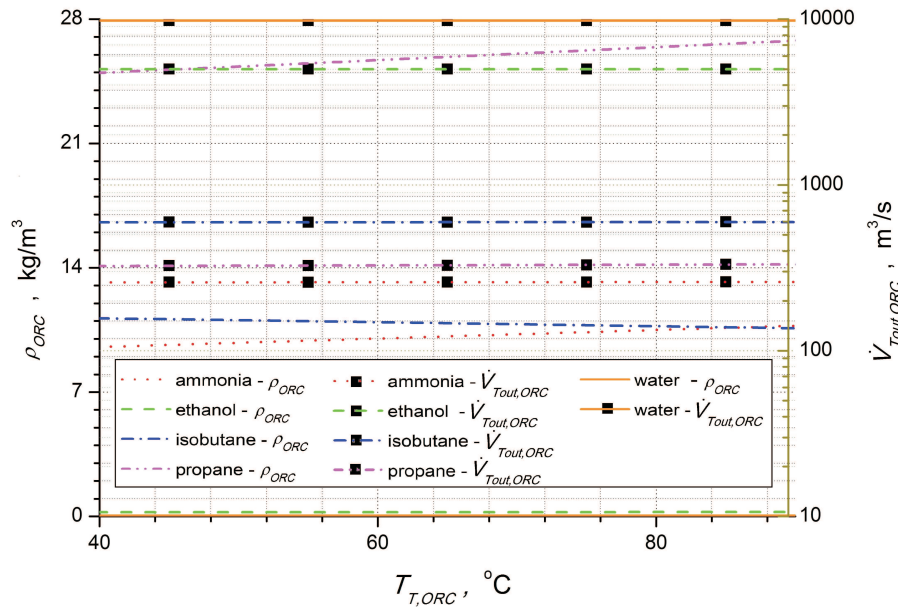 28
21
14
7
0
ρORC , kg/m³
10000
1000
100
10
V̇Tout,ORC , m³/s
ammonia - ρORC
ethanol - ρORC
isobutane - ρORC
propane - ρORC
ammonia - V̇Tout,ORC
ethanol - V̇Tout,ORC
isobutane - V̇Tout,ORC
propane - V̇Tout,ORC
water - ρORC
water - V̇Tout,ORC
40 60 80
TT,ORC , °C